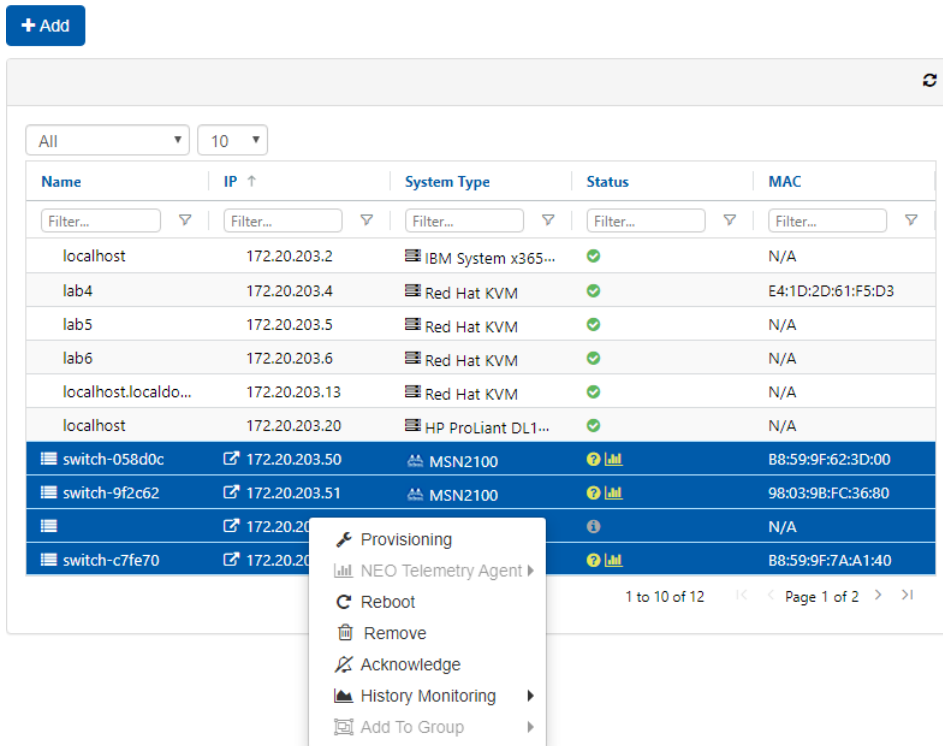 + Add
All 10
Name IP ↑ System Type Status MAC
Filter... Filter... Filter... Filter... Filter...
localhost 172.20.203.2 IBM System x365... N/A
lab4 172.20.203.4 Red Hat KVM E4:1D:2D:61:F5:D3
lab5 172.20.203.5 Red Hat KVM N/A
lab6 172.20.203.6 Red Hat KVM N/A
localhost.localdo... 172.20.203.13 Red Hat KVM N/A
localhost 172.20.203.20 HP ProLiant DL1... N/A
switch-058d0c 172.20.203.50 MSN2100 B8:59:9F:62:3D:00
switch-9f2c62 172.20.203.51 MSN2100 98:03:9B:FC:36:80
172.20.20 N/A
switch-c7fe70 172.20.20 B8:59:9F:7A:A1:40
1 to 10 of 12 Page 1 of 2
Provisioning
NEO Telemetry Agent
Reboot
Remove
Acknowledge
History Monitoring
Add To Group